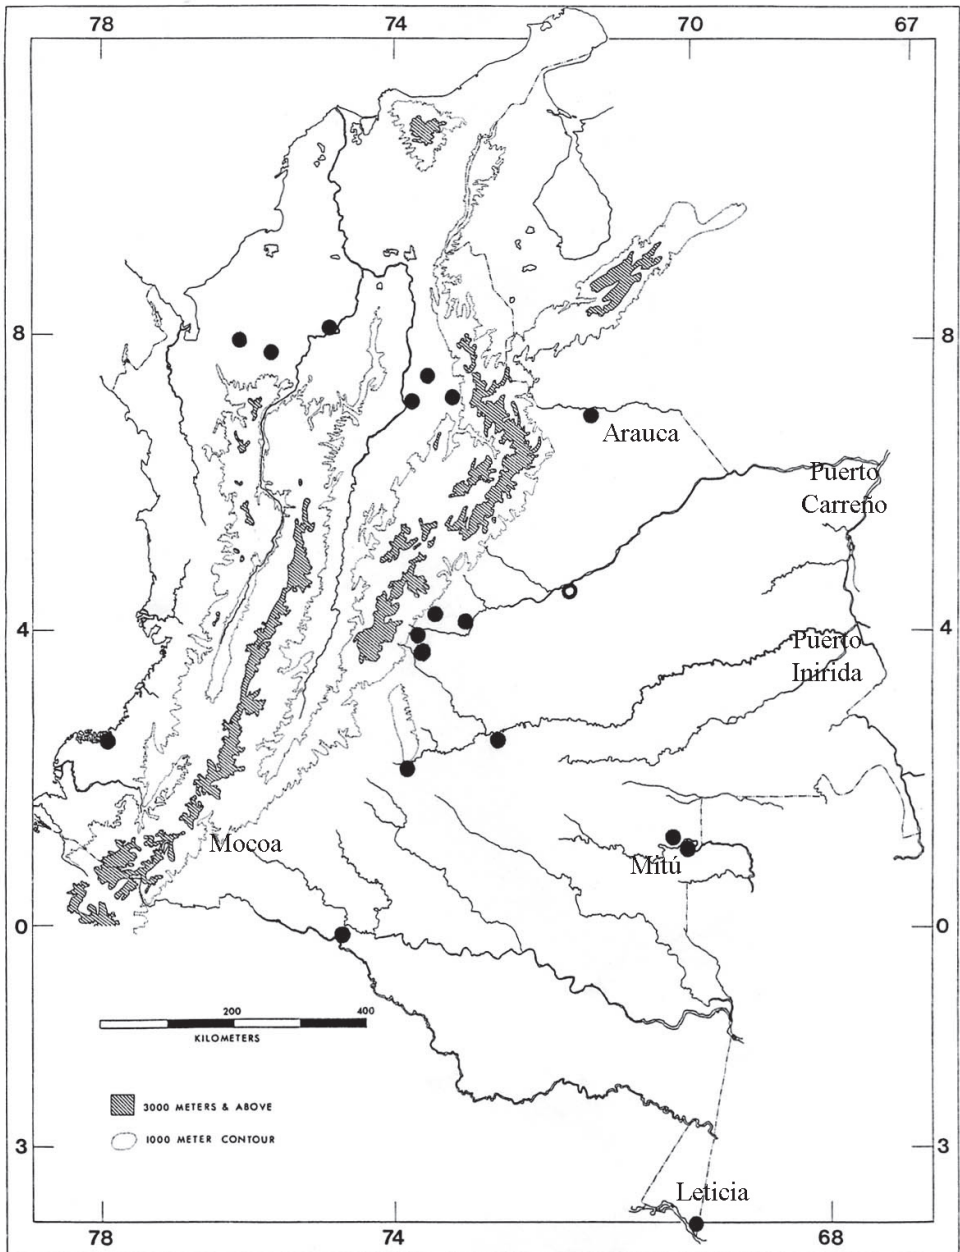 78 74 70 67
8 8
Arauca
Puerto
Carreño
4 4
Puerto
Inirida
Mocoa
Mitú
0 0
200 400
KILOMETERS
3000 METERS & ABOVE
1000 METER CONTOUR
3 3
Leticia
78 74 68